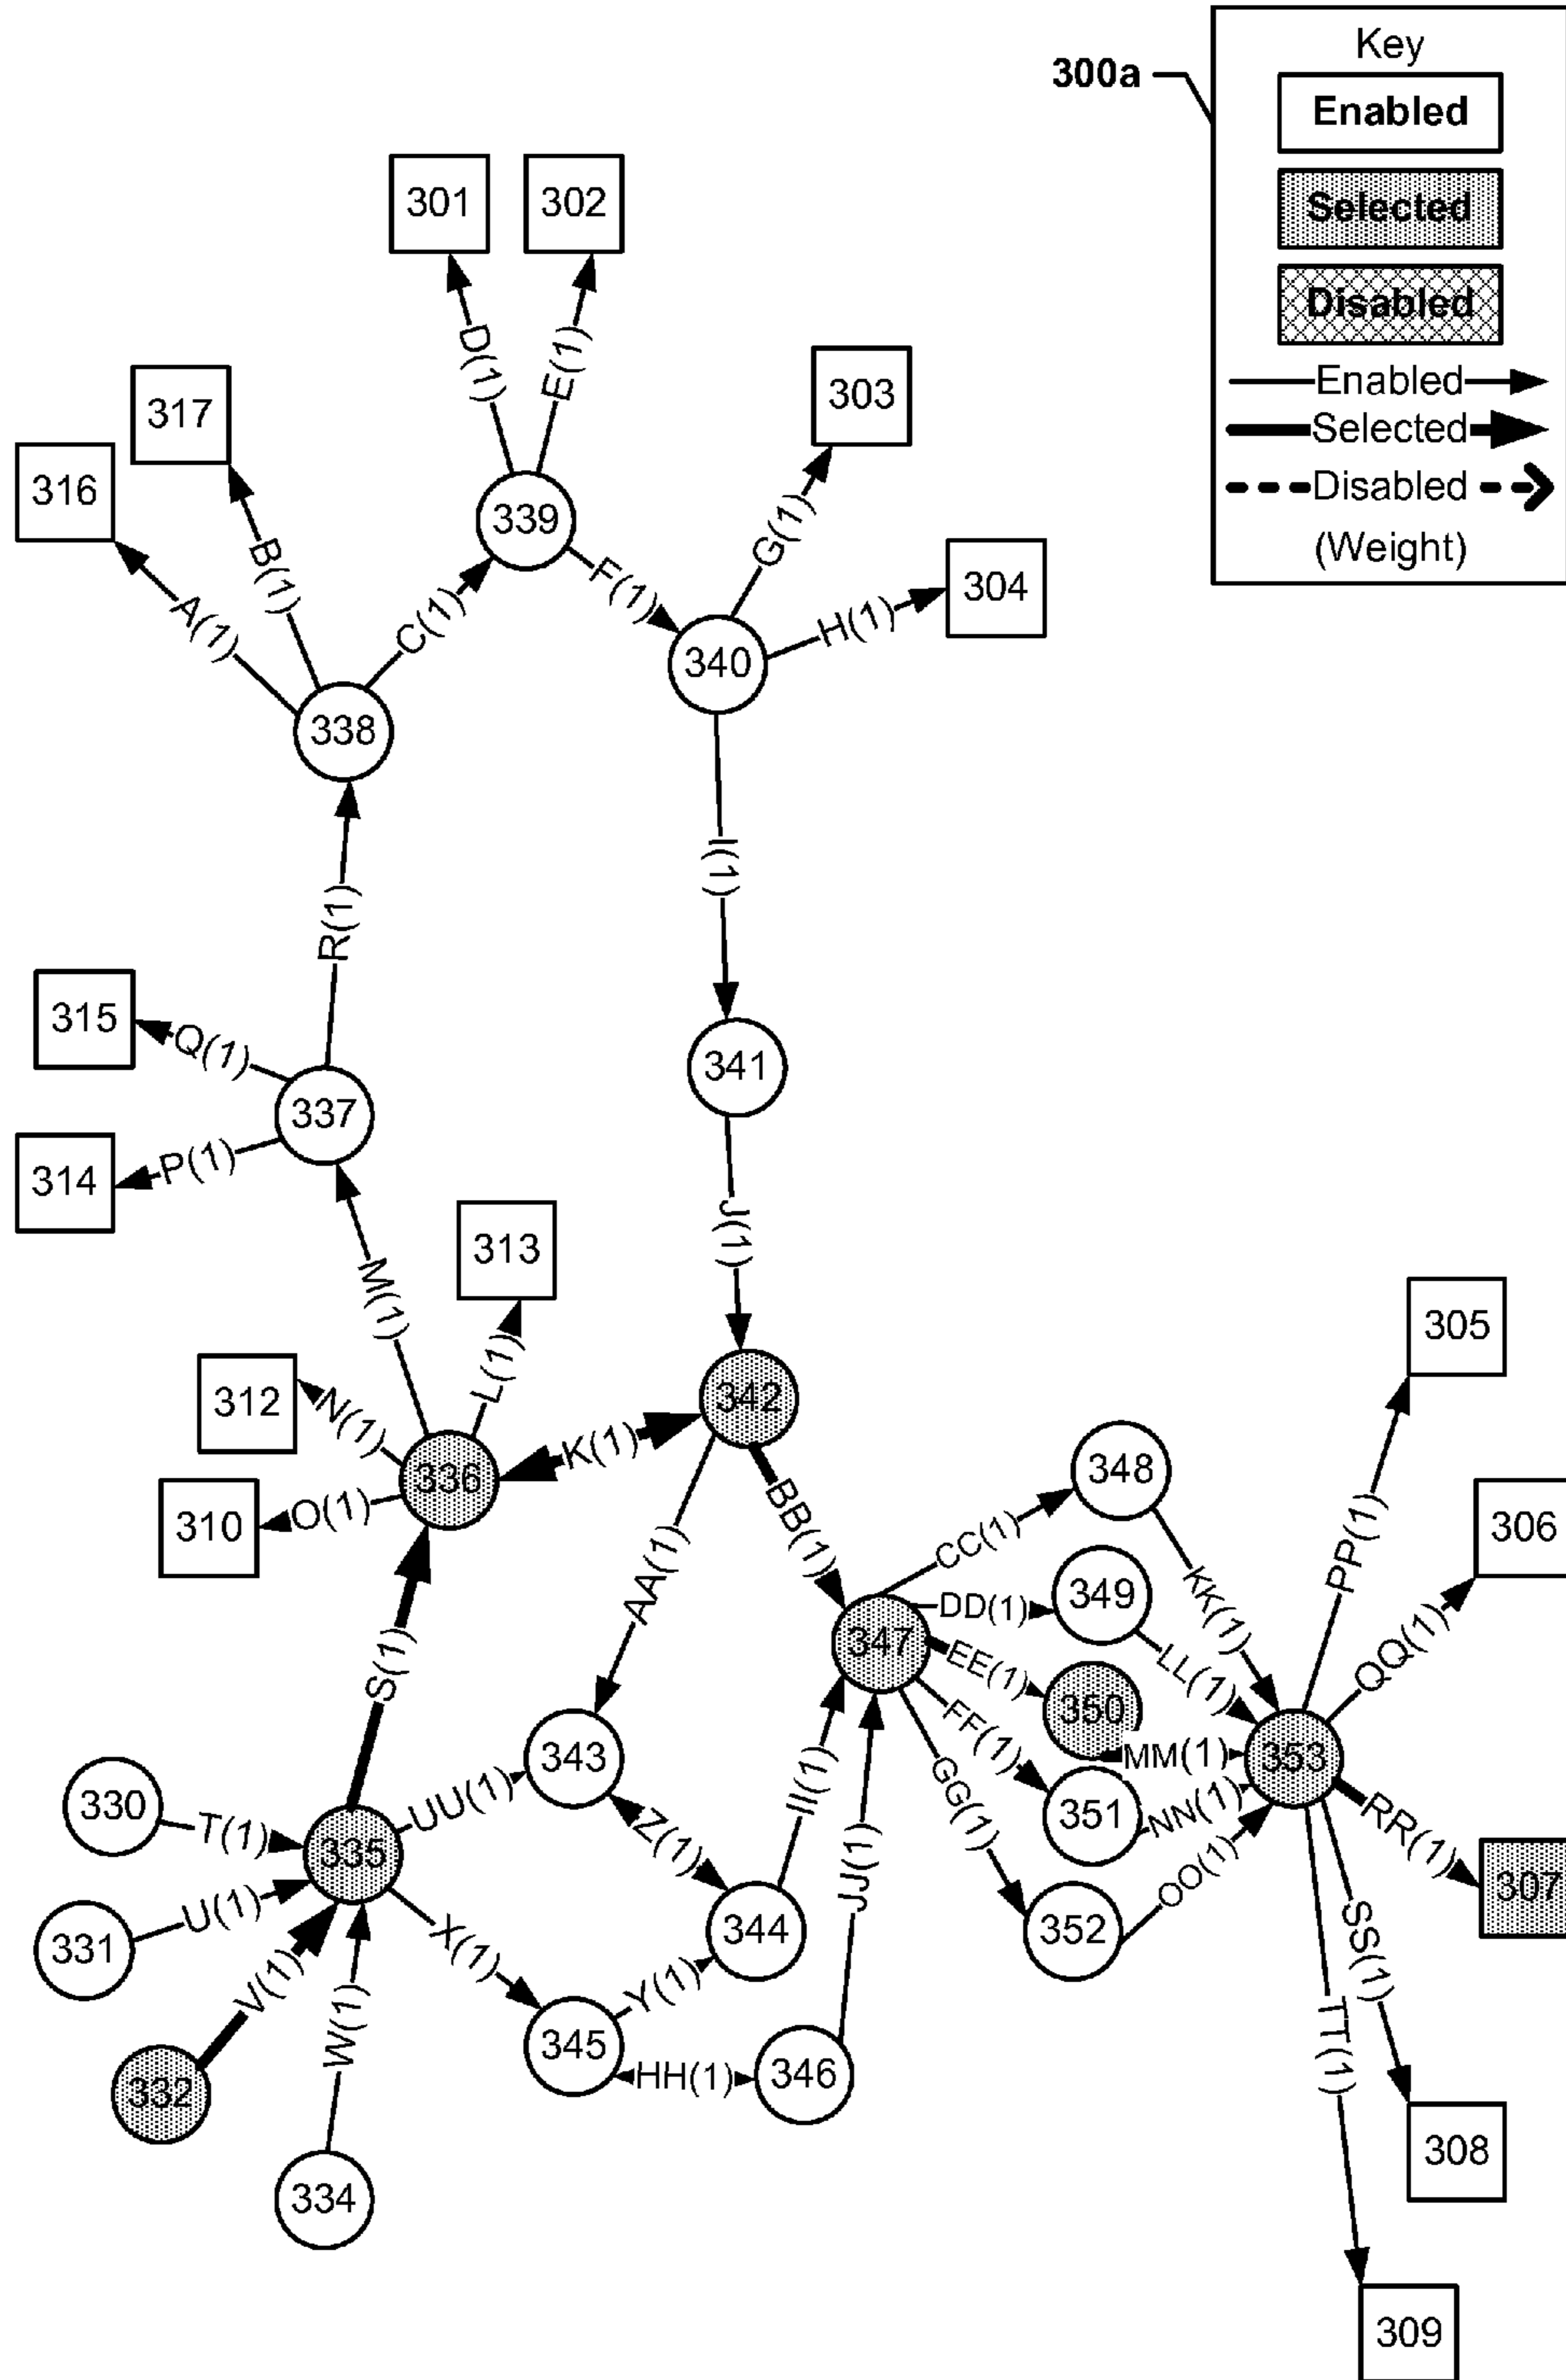 Key
300a
Enabled
Selected
Disabled
Enabled
Selected
Disabled
(Weight)
301
302
D(1)
E(1)
303
317
316
G(1)
339
B(1)
F(1)
304
A(1)
C(1)
H(1)
340
338
I(1)
R(1)
315
Q(1)
341
337
P(1)
314
J(1)
313
M(1)
L(1)
305
312
N(1)
342
K(1)
336
348
310
O(1)
BB(1)
CC(1)
PP(1)
306
AA(1)
KK(1)
349
DD(1)
347
QQ(1)
S(1)
EE(1)
LL(1)
350
FF(1)
343
MM(1)
353
330
UU(1)
II(1)
GG(1)
351
NN(1)
T(1)
RR(1)
335
Z(1)
JJ(1)
OO(1)
307
U(1)
331
X(1)
344
352
SS(1)
V(1)
Y(1)
W(1)
TT(1)
345
HH(1)
346
332
308
334
309